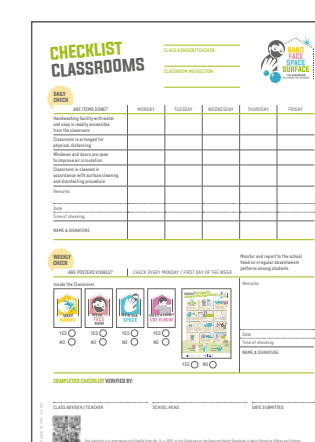 CHECKLIST
CLASSROOMS
CLASS ADVISER/TEACHER:
CLASSROOM NO/SECTION:
HAND
FACE
SPACE
SURFACE
DAILY
CHECK
ARE ITEMS DONE? MONDAY TUESDAY WEDNESDAY THURSDAY FRIDAY
Handwashing facility with water
and soap is readily accessible
from the classroom
Classroom is arranged for
physical distancing
Windows and doors are open
to improve air circulation
Classroom is cleaned in
accordance with surface cleaning
and disinfecting procedure
Remarks
Date
Time of checking
NAME & SIGNATURE
WEEKLY
CHECK
ARE POSTERS VISIBLE? CHECK EVERY MONDAY / FIRST DAY OF THE WEEK
Monitor and report to the school
head on irregular absenteeism
patterns among students
Inside the Classroom
Remarks
WASH
HANDS
FACE
SPACE
YES YES YES YES
NO NO NO NO
YES NO
Date
Time of checking
NAME & SIGNATURE
COMPLETED CHECKLIST VERIFIED BY:
CLASS ADVISER / TEACHER SCHOOL HEAD DATE SUBMITTED